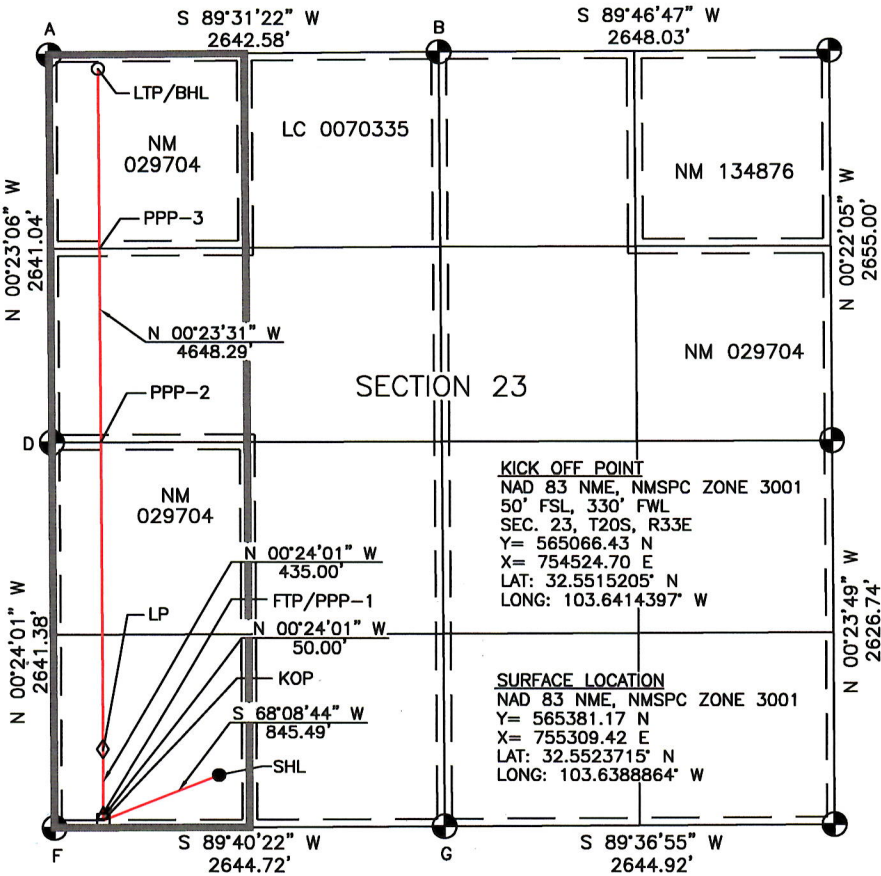 S 89°31'22" W
2642.58'
S 89°46'47" W
2648.03'
A
B
LTP/BHL
NM
029704
LC 0070335
NM 134876
N 00°23'06" W
2641.04'
PPP-3
N 00°22'05" W
2655.00'
N 00°23'31" W
4648.29'
NM 029704
SECTION 23
PPP-2
D
KICK OFF POINT
NAD 83 NME, NMSPC ZONE 3001
50' FSL, 330' FWL
SEC. 23, T20S, R33E
Y= 565066.43 N
X= 754524.70 E
LAT: 32.5515205° N
LONG: 103.6414397° W
NM
029704
N 00°24'01" W
435.00'
FTP/PPP-1
LP
N 00°24'01" W
50.00'
N 00°24'01" W
2641.38'
N 00°23'49" W
2626.74'
KOP
S 68°08'44" W
845.49'
SURFACE LOCATION
NAD 83 NME, NMSPC ZONE 3001
Y= 565381.17 N
X= 755309.42 E
LAT: 32.5523715° N
LONG: 103.6388864° W
SHL
F
S 89°40'22" W
2644.72'
G
S 89°36'55" W
2644.92'